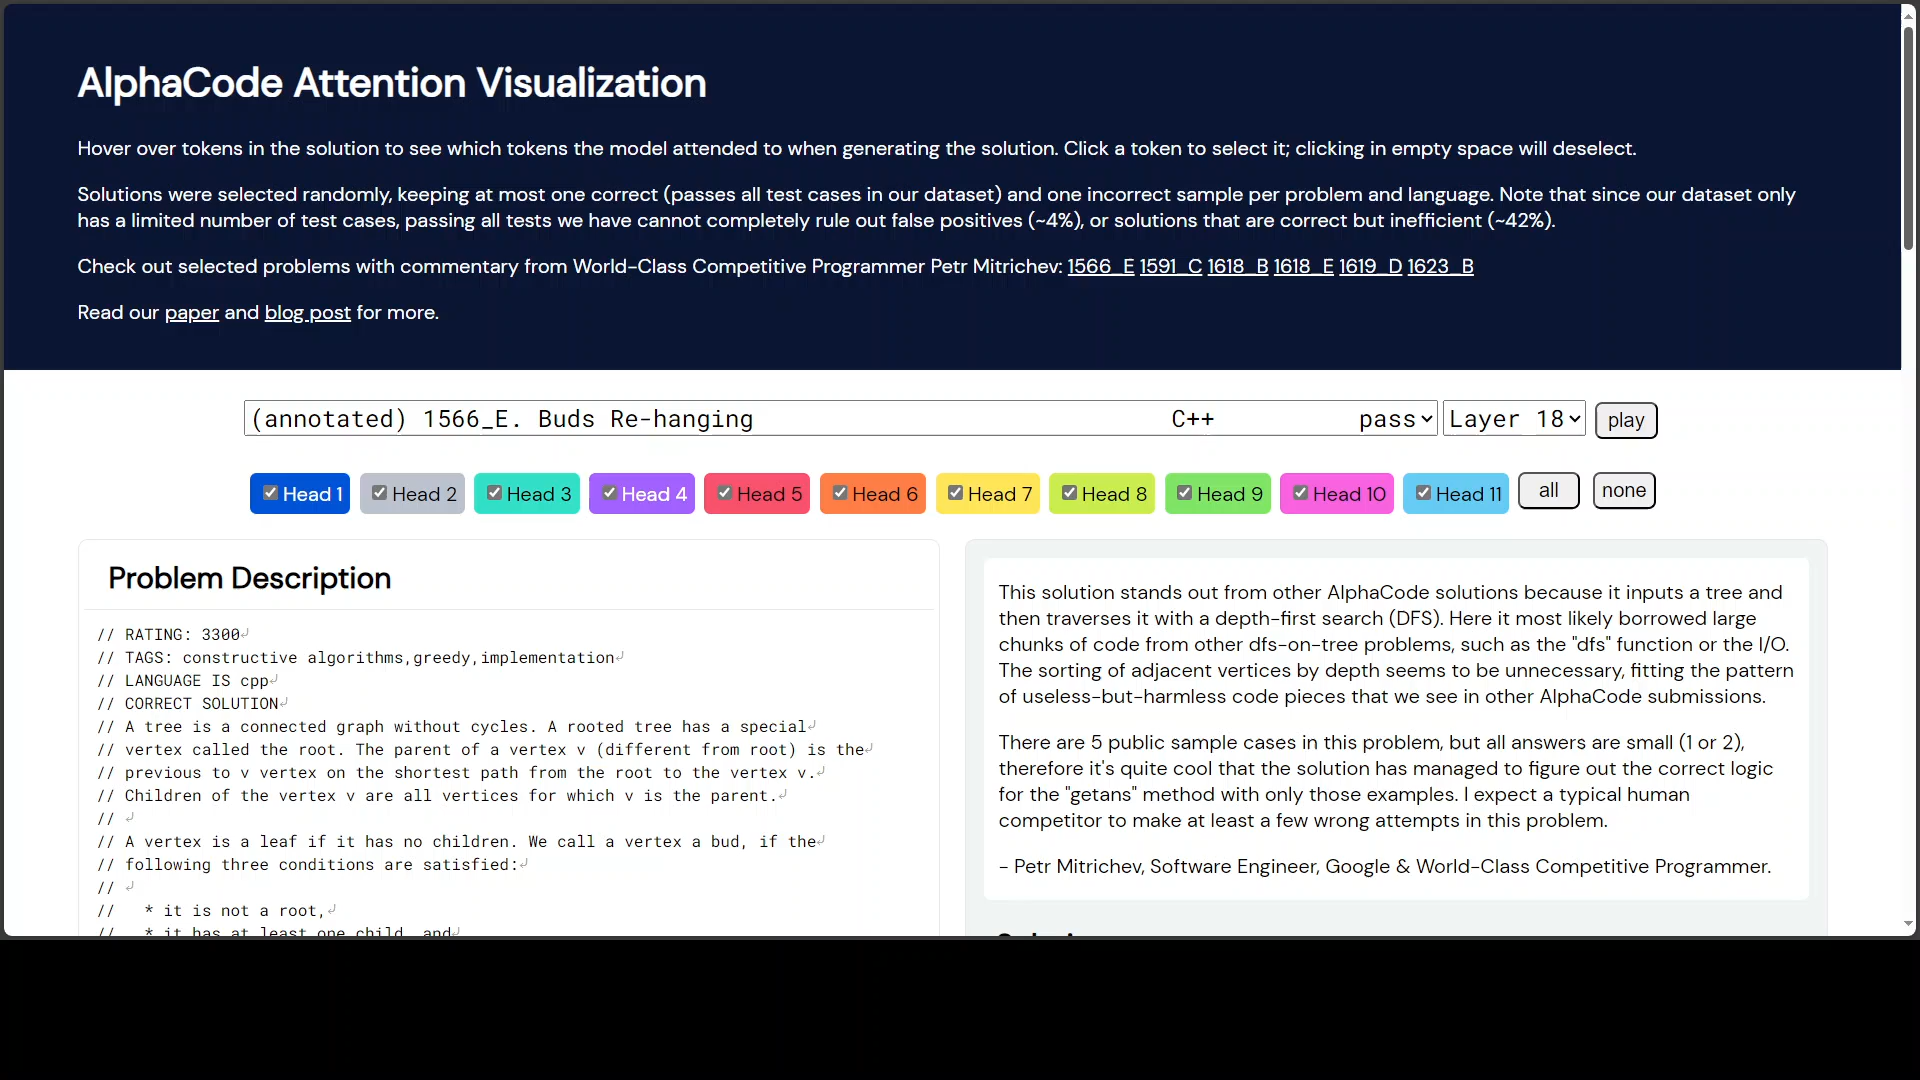 AlphaCode Attention Visualization
Hover over tokens in the solution to see which tokens the model attended to when generating the solution. Click a token to select it; clicking in empty space will deselect.
Solutions were selected randomly, keeping at most one correct (passes all test cases in our dataset) and one incorrect sample per problem and language. Note that since our dataset only
has a limited number of test cases, passing all tests we have cannot completely rule out false positives (~4%), or solutions that are correct but inefficient (~42%).
Check out selected problems with commentary from World-Class Competitive Programmer Petr Mitrichev: 1566_E 1591_C 1618_B 1618_E 1619_D 1623_B
Read our paper and blog post for more.
(annotated) 1566_E. Buds Re-hanging C++ pass Layer 18 play
Head 1 Head 2 Head 3 Head 4 Head 5 Head 6 Head 7 Head 8 Head 9 Head 10 Head 11 all none
Problem Description
// RATING: 3300↲
// TAGS: constructive algorithms,greedy,implementation↲
// LANGUAGE IS cpp↲
// CORRECT SOLUTION↲
// A tree is a connected graph without cycles. A rooted tree has a special↲
// vertex called the root. The parent of a vertex v (different from root) is the↲
// previous to v vertex on the shortest path from the root to the vertex v.↲
// Children of the vertex v are all vertices for which v is the parent.↲
// ↲
// A vertex is a leaf if it has no children. We call a vertex a bud, if the↲
// following three conditions are satisfied:↲
// ↲
//   * it is not a root,↲
//   * it has at least one child, and↲
This solution stands out from other AlphaCode solutions because it inputs a tree and
then traverses it with a depth-first search (DFS). Here it most likely borrowed large
chunks of code from other dfs-on-tree problems, such as the "dfs" function or the I/O.
The sorting of adjacent vertices by depth seems to be unnecessary, fitting the pattern
of useless-but-harmless code pieces that we see in other AlphaCode submissions.
There are 5 public sample cases in this problem, but all answers are small (1 or 2),
therefore it's quite cool that the solution has managed to figure out the correct logic
for the "getans" method with only those examples. I expect a typical human
competitor to make at least a few wrong attempts in this problem.
- Petr Mitrichev, Software Engineer, Google & World-Class Competitive Programmer.